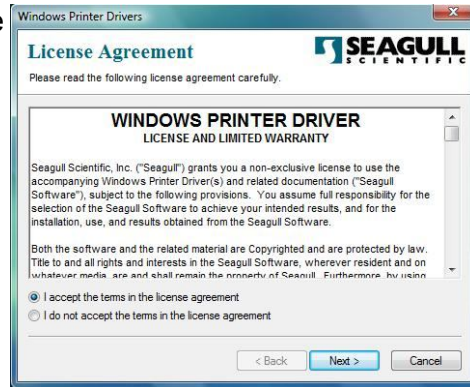 e
Windows Printer Drivers
License Agreement
SEAGULL
SCIENTIFIC
Please read the following license agreement carefully.
WINDOWS PRINTER DRIVER
LICENSE AND LIMITED WARRANTY
Seagull Scientific, Inc. ("Seagull") grants you a non-exclusive license to use the
accompanying Windows Printer Driver(s) and related documentation ("Seagull
Software"), subject to the following provisions. You assume full responsibility for the
selection of the Seagull Software to achieve your intended results, and for the
installation, use, and results obtained from the Seagull Software.
Both the software and the related material are Copyrighted and are protected by law.
Title to and all rights and interests in the Seagull Software, wherever resident and on
whatever media, are and shall remain the property of Seagull. Furthermore, by using
I accept the terms in the license agreement
I do not accept the terms in the license agreement
< Back
Next >
Cancel